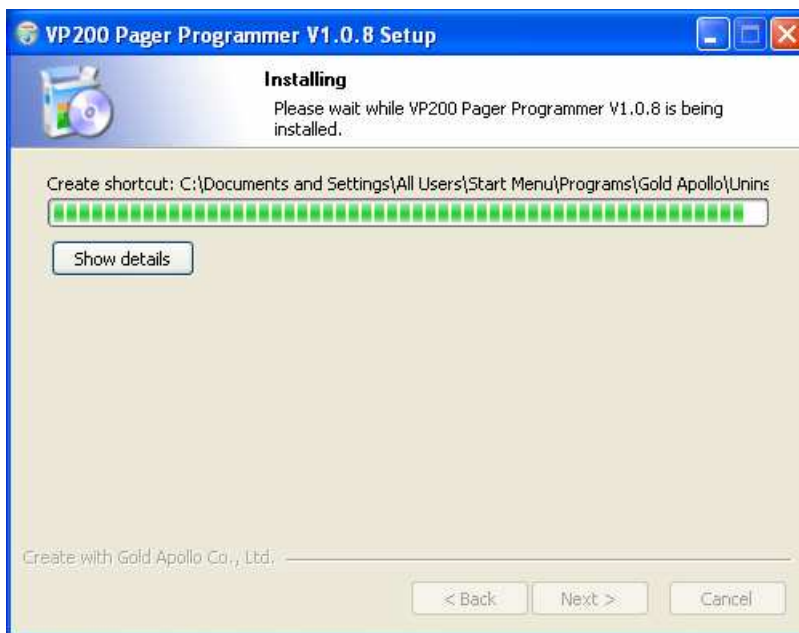 VP200 Pager Programmer V1.0.8 Setup
Installing
Please wait while VP200 Pager Programmer V1.0.8 is being
installed.
Create shortcut: C:\Documents and Settings\All Users\Start Menu\Programs\Gold Apollo\Unins
Show details
Create with Gold Apollo Co., Ltd.
< Back Next > Cancel